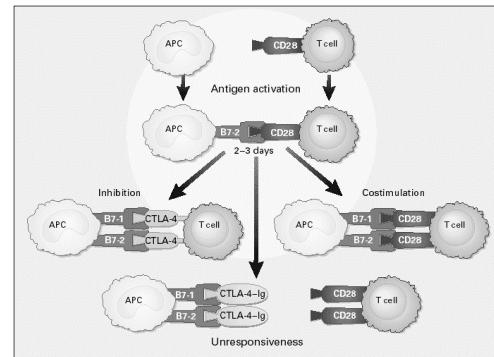 APC
CD28
T cell
Antigen activation
APC
B7-2
CD28
T cell
2–3 days
Inhibition
Costimulation
APC
B7-1
CTLA-4
B7-2
CTLA-4
T cell
APC
B7-1
CD28
B7-2
CD28
T cell
APC
B7-1
CTLA-4–Ig
B7-2
CTLA-4–Ig
CD28
CD28
T cell
Unresponsiveness